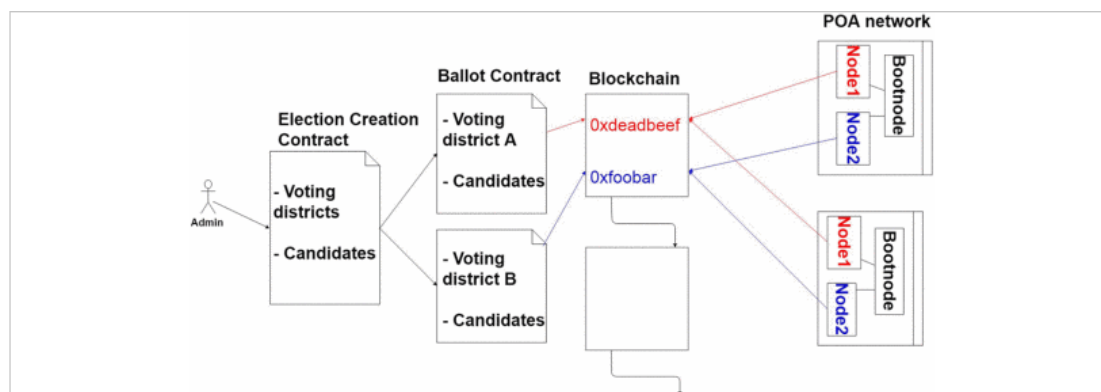 POA network
Ballot Contract
Blockchain
Election Creation
Contract
Admin
- Voting
districts
- Candidates
- Voting
district A
- Candidates
- Voting
district B
- Candidates
0xdeadbeef
0xfoobar
Node1
Node2
Bootnode
Node1
Node2
Bootnode